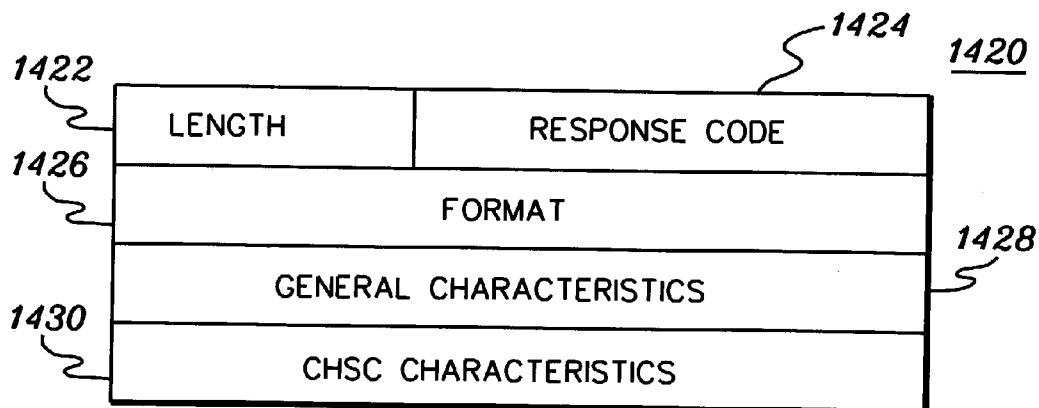 1424
1420
1422
LENGTH RESPONSE CODE
1426
FORMAT
1428
GENERAL CHARACTERISTICS
1430
CHSC CHARACTERISTICS